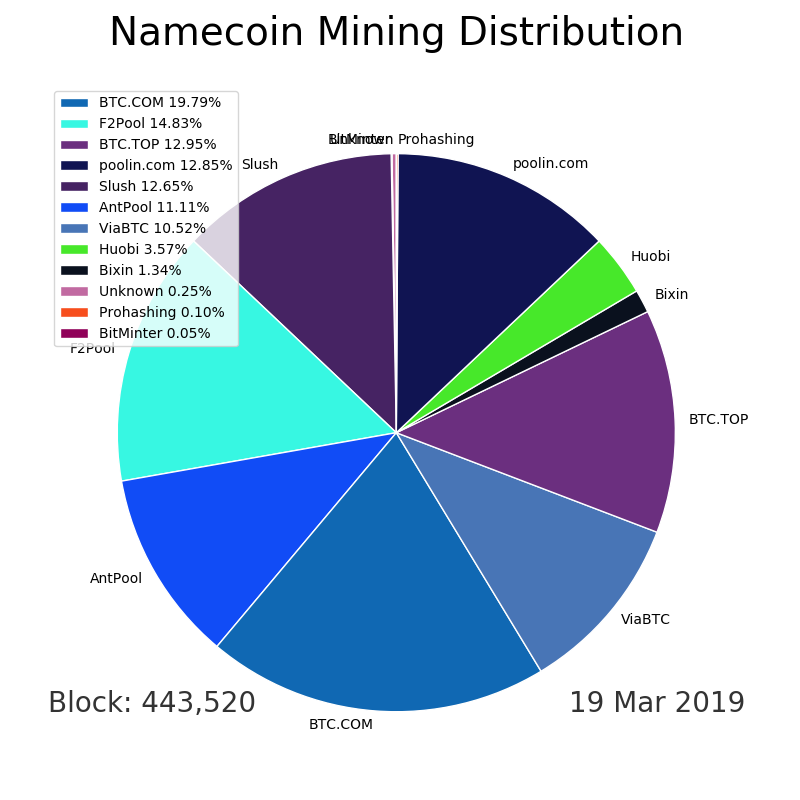 Namecoin Mining Distribution
BTC.COM 19.79%
F2Pool 14.83%
BTC.TOP 12.95%
poolin.com 12.85%
Slush 12.65%
AntPool 11.11%
ViaBTC 10.52%
Huobi 3.57%
Bixin 1.34%
Unknown 0.25%
Prohashing 0.10%
BitMinter 0.05%
BitMinter
Unknown
Prohashing
poolin.com
Slush
Huobi
Bixin
F2Pool
BTC.TOP
AntPool
ViaBTC
BTC.COM
Block: 443,520
19 Mar 2019